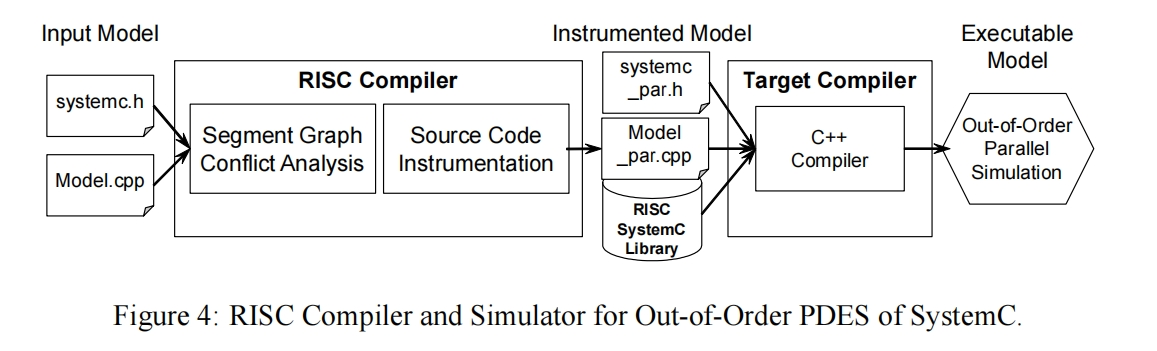 Input Model
systemc.h
Model.cpp
RISC Compiler
Segment Graph
Conflict Analysis
Source Code
Instrumentation
Instrumented Model
systemc
_par.h
Model
_par.cpp
RISC
SystemC
Library
Target Compiler
C++
Compiler
Executable
Model
Out-of-Order
Parallel
Simulation
Figure 4: RISC Compiler and Simulator for Out-of-Order PDES of SystemC.